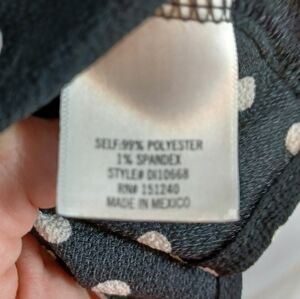 SELF: 99% POLYESTER
1% SPANDEX
STYLE# DI10668
RN# 151240
MADE IN MEXICO